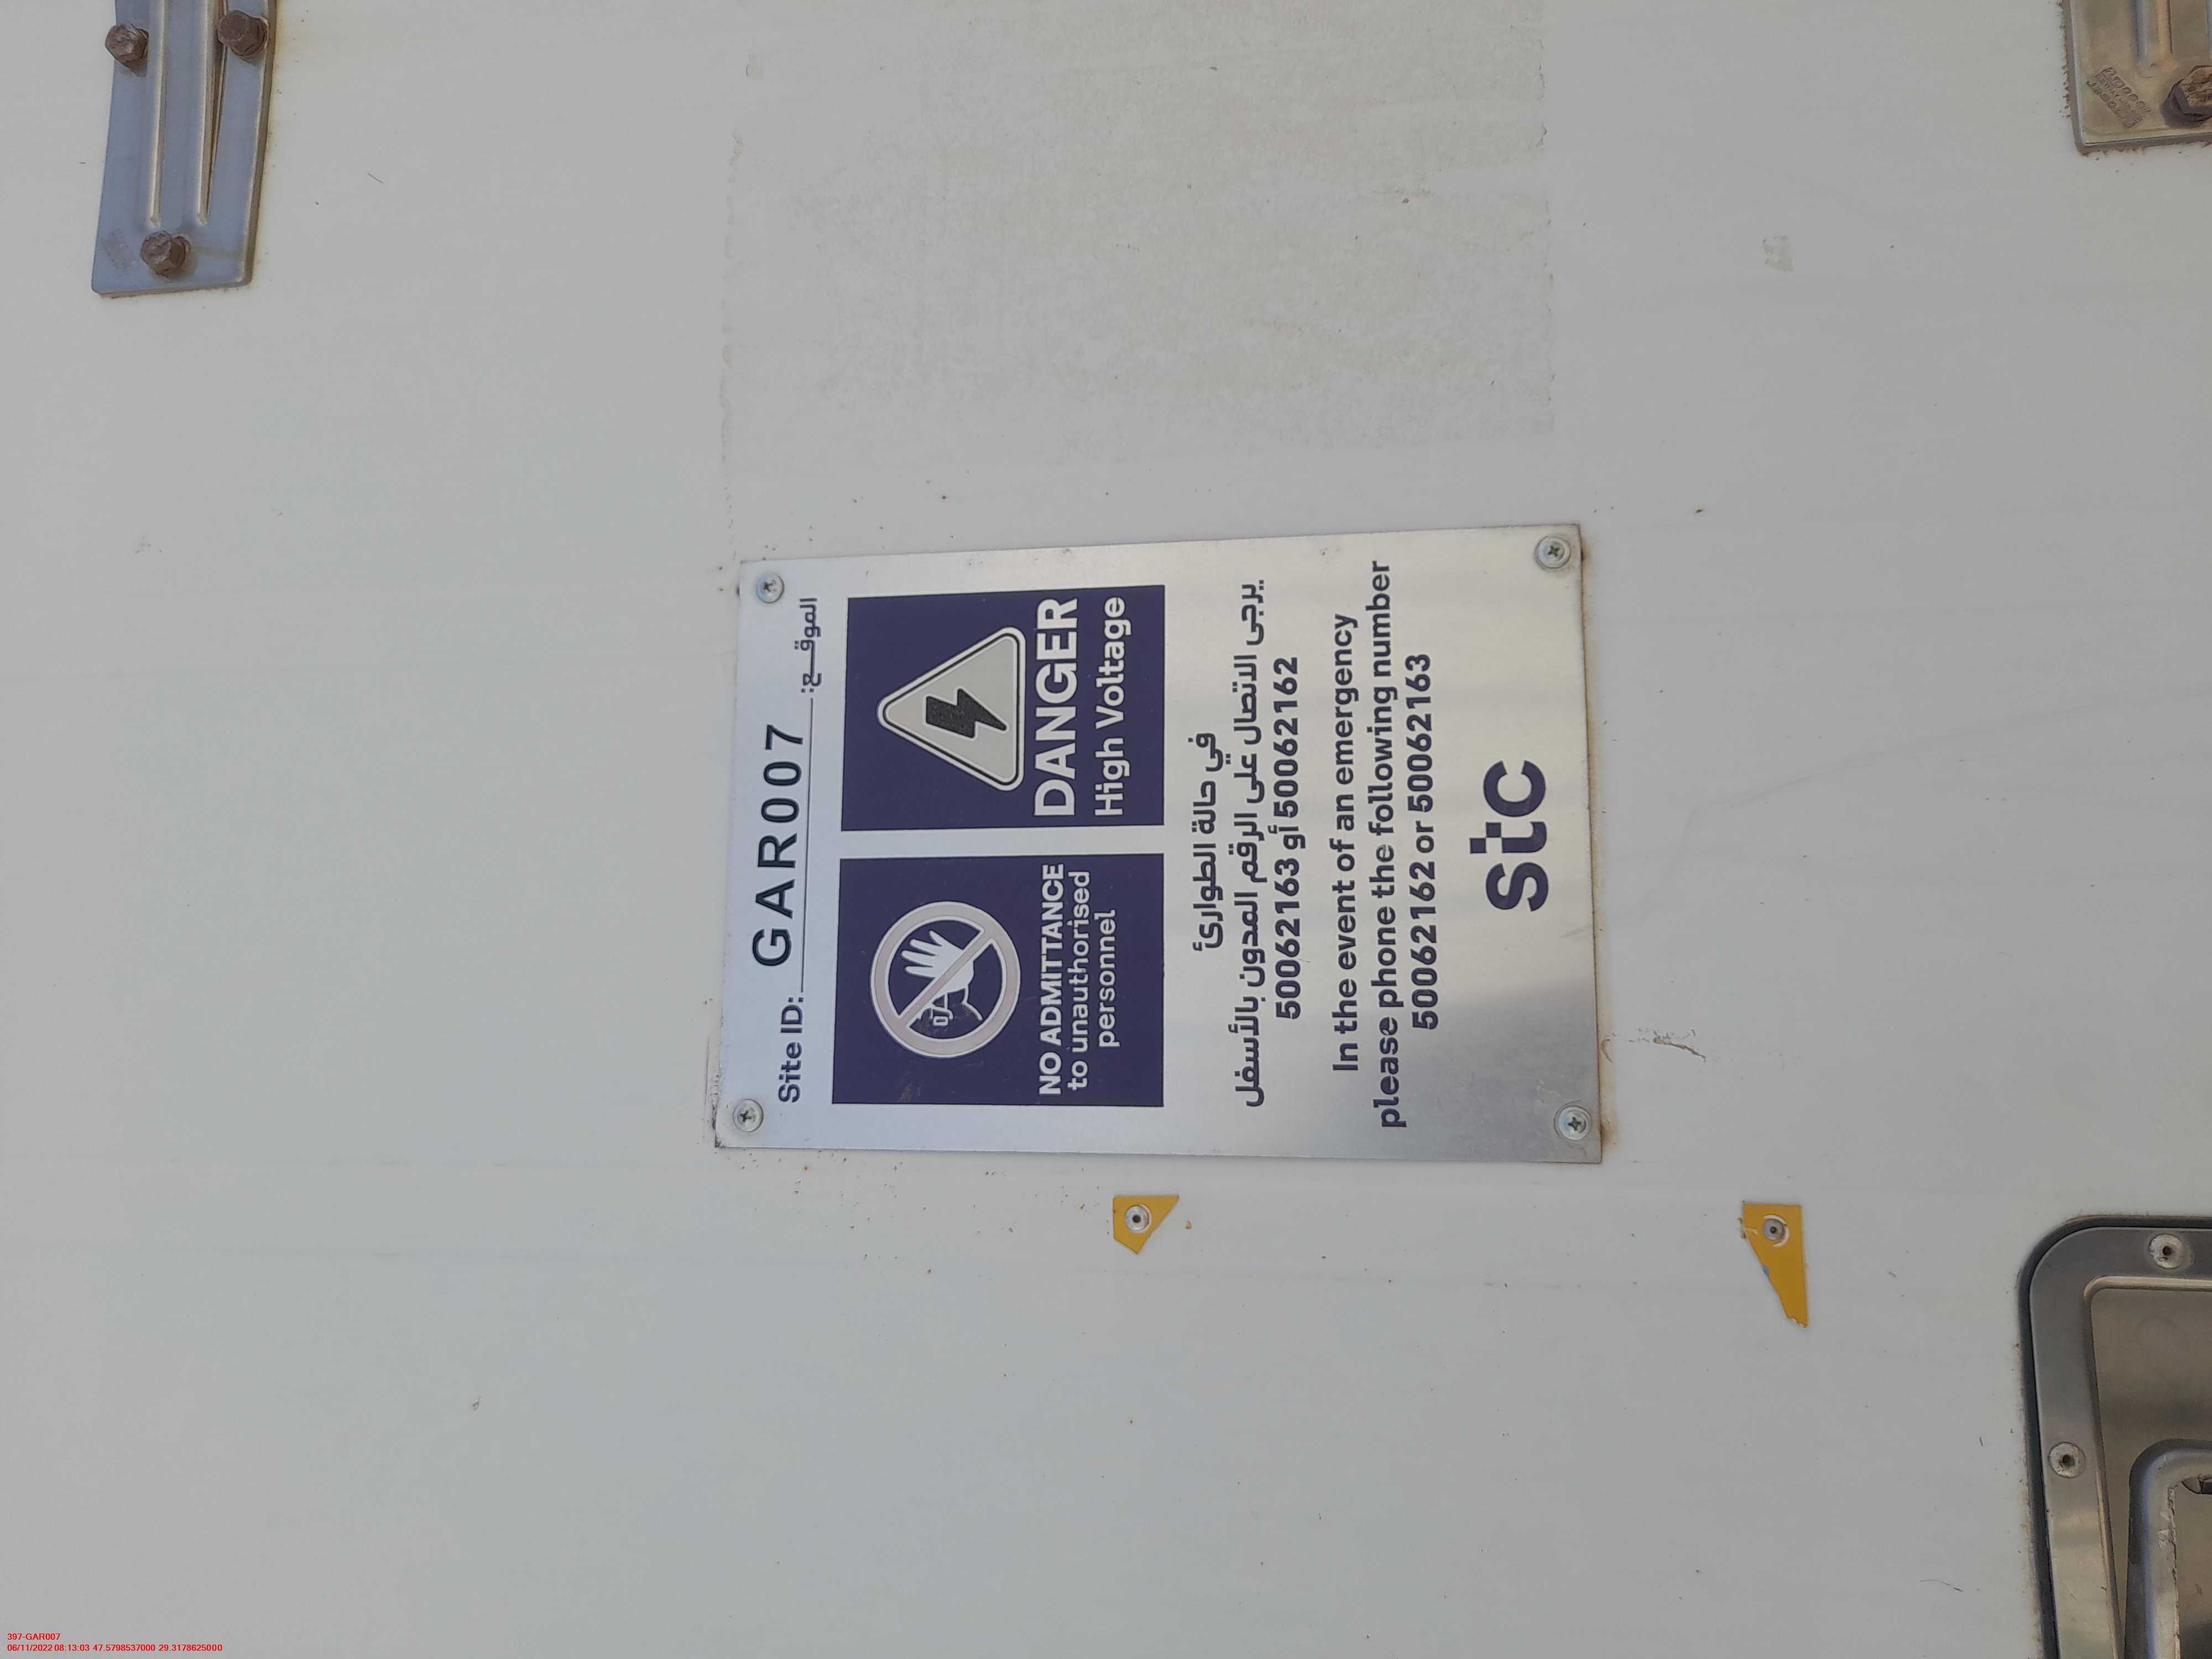 Site ID: GAR007 الموقـــع:
NO ADMITTANCE
to unauthorised
personnel
DANGER
High Voltage
في حالة الطوارئ
يرجى الاتصال على الرقم المدون بالأسفل
50062162 أو 50062163
In the event of an emergency
please phone the following number
50062162 or 50062163
stc
397-GAR007
06/11/2022 08:13:03 47.5798537000 29.3178625000